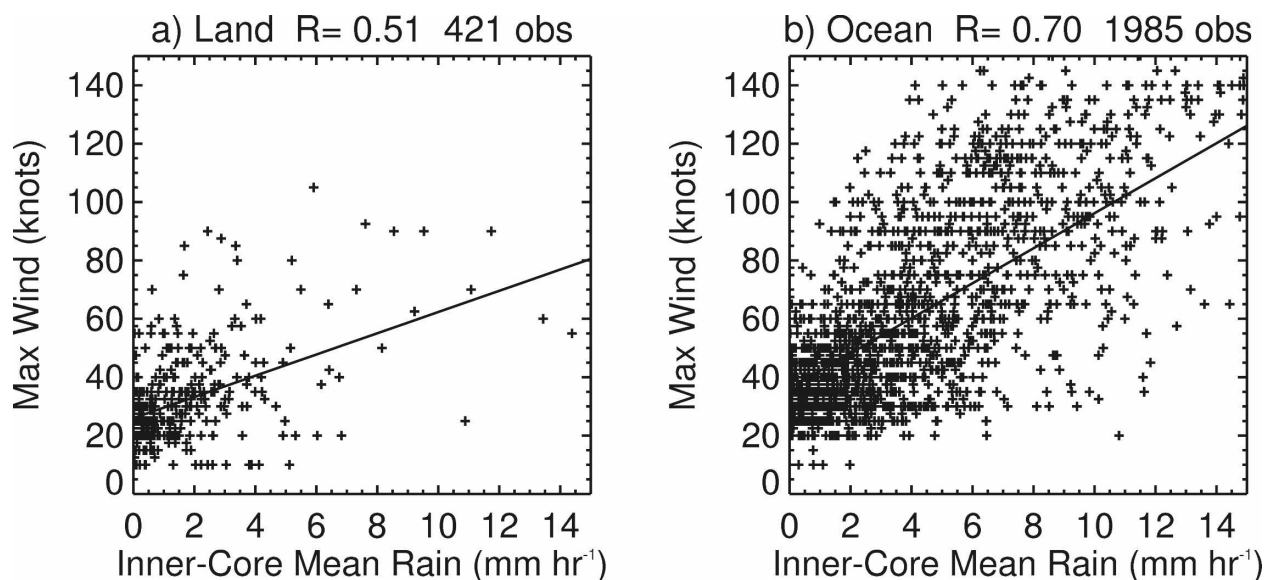 a) Land R= 0.51 421 obs
140
120
100
80
60
40
20
0
Max Wind (knots)
0 2 4 6 8 10 12 14
Inner-Core Mean Rain (mm hr⁻¹)
b) Ocean R= 0.70 1985 obs
140
120
100
80
60
40
20
0
Max Wind (knots)
0 2 4 6 8 10 12 14
Inner-Core Mean Rain (mm hr⁻¹)